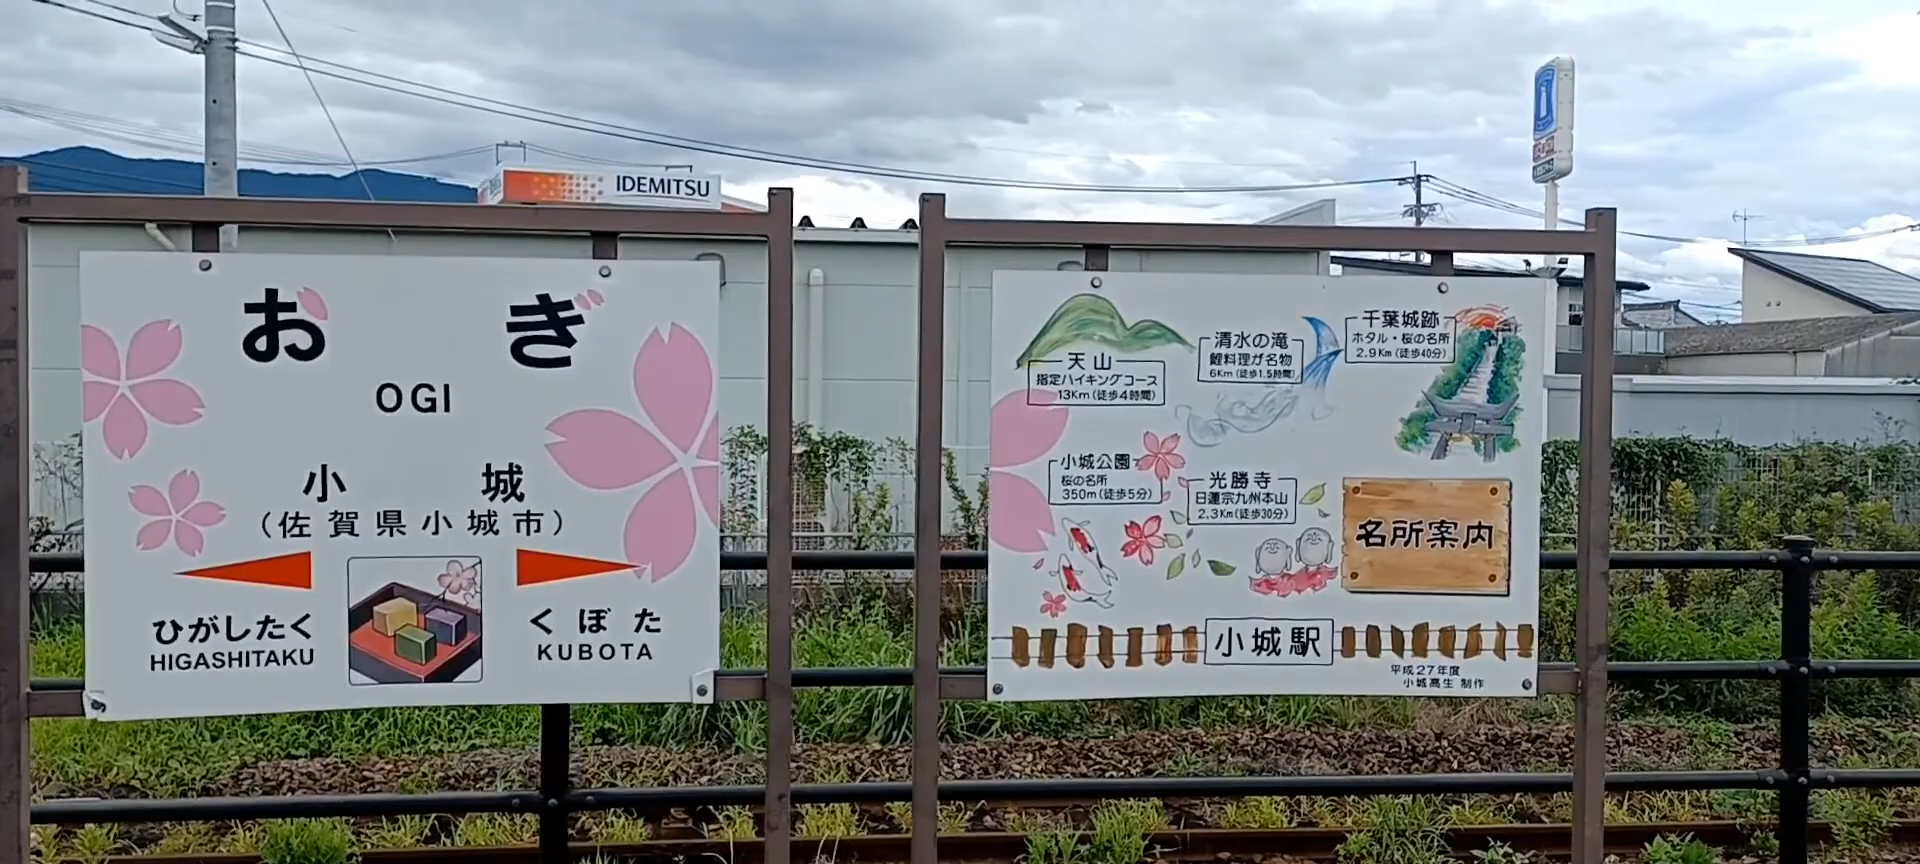 IDEMITSU
おぎ
OGI
小城
（佐賀県小城市）
ひがしたく
HIGASHITAKU
くぼた
KUBOTA
天山
指定ハイキングコース
13Km（徒歩4時間）
清水の滝
鯉料理が名物
6Km（徒歩1.5時間）
千葉城跡
ホタル・桜の名所
2.9Km（徒歩40分）
小城公園
桜の名所
350m（徒歩5分）
光勝寺
日蓮宗九州本山
2.3Km（徒歩30分）
名所案内
小城駅
平成27年度
小城高生 制作